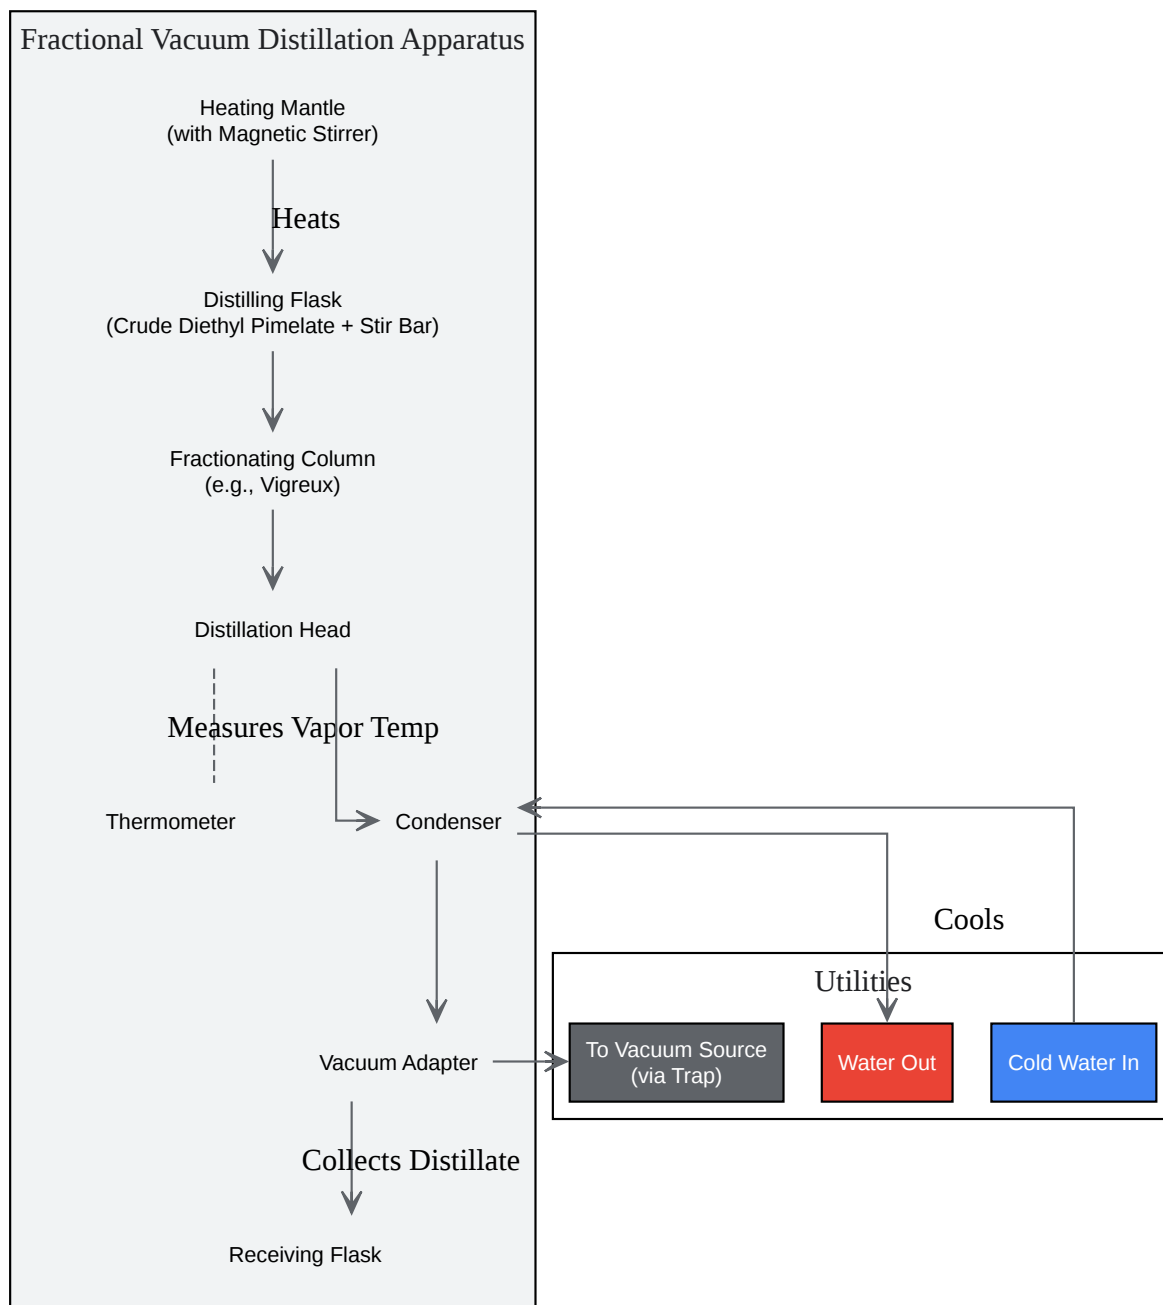 Fractional Vacuum Distillation Apparatus
Heating Mantle
(with Magnetic Stirrer)
Heats
Distilling Flask
(Crude Diethyl Pimelate + Stir Bar)
Fractionating Column
(e.g., Vigreux)
Distillation Head
Measures Vapor Temp
Thermometer
Condenser
Cools
Utilities
To Vacuum Source
(via Trap)
Water Out
Cold Water In
Vacuum Adapter
Collects Distillate
Receiving Flask